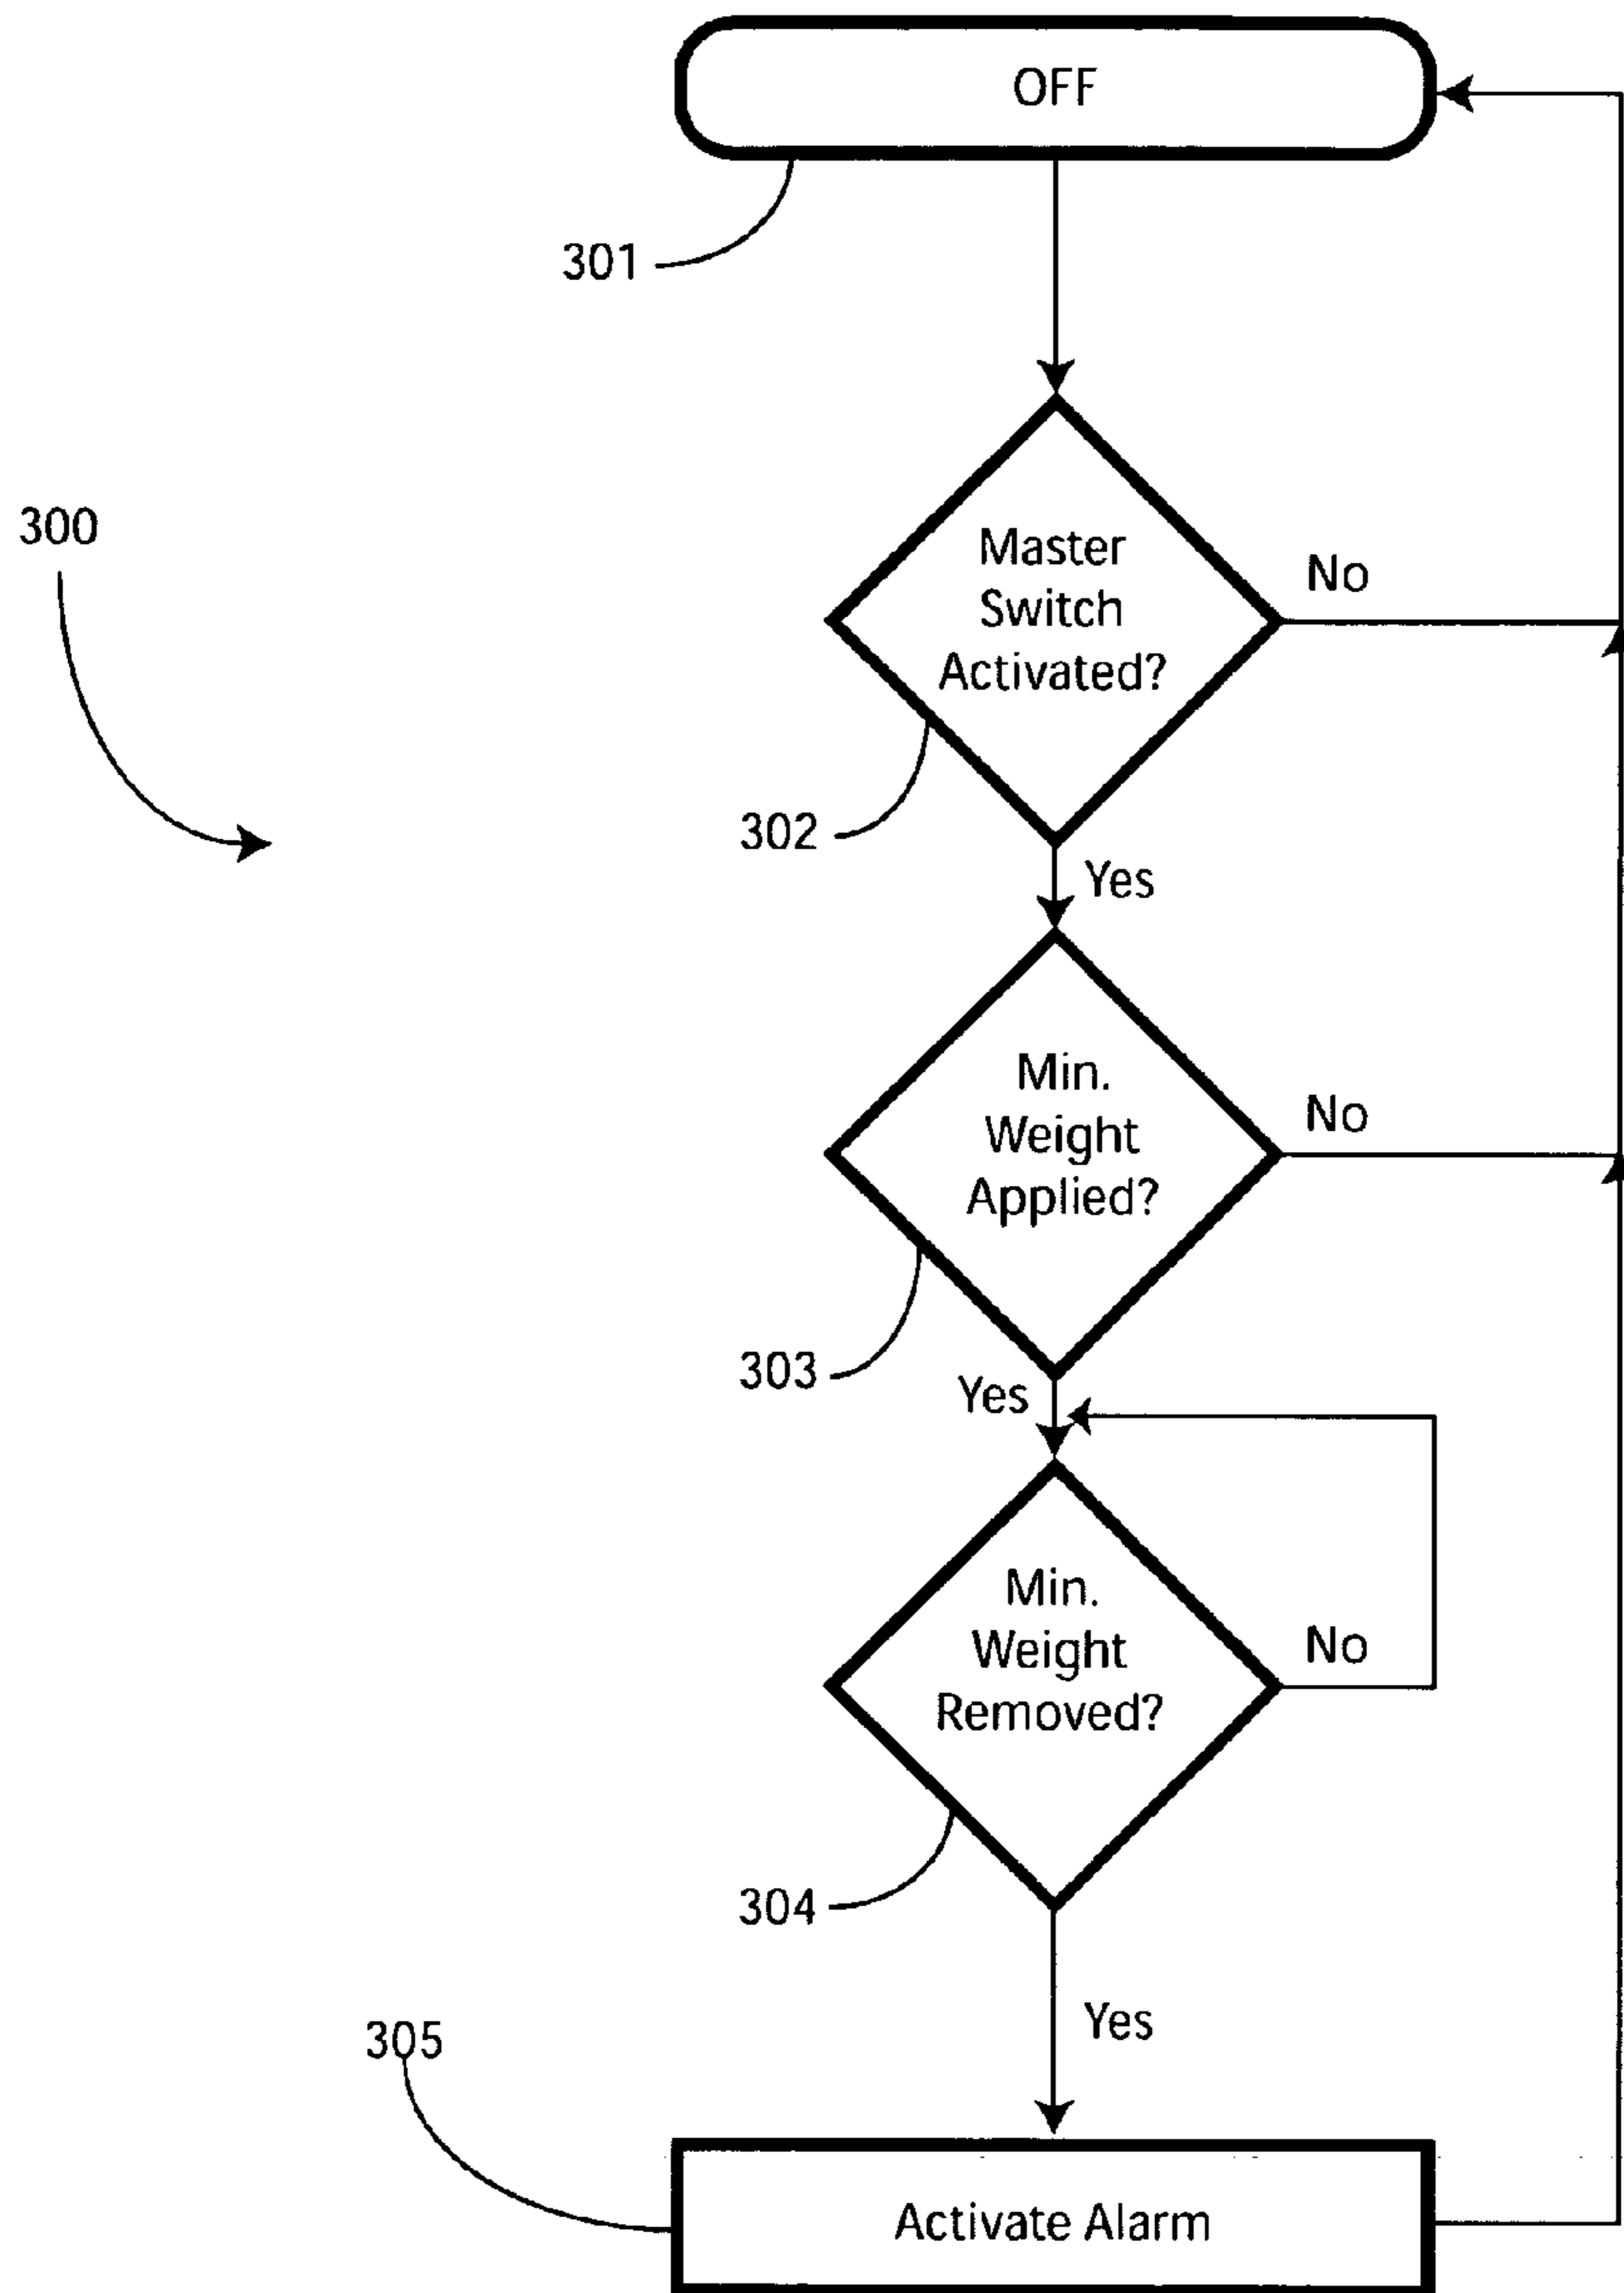 OFF
301
300
Master
Switch
Activated?
No
302
Yes
Min.
Weight
Applied?
No
303
Yes
Min.
Weight
Removed?
No
304
Yes
305
Activate Alarm